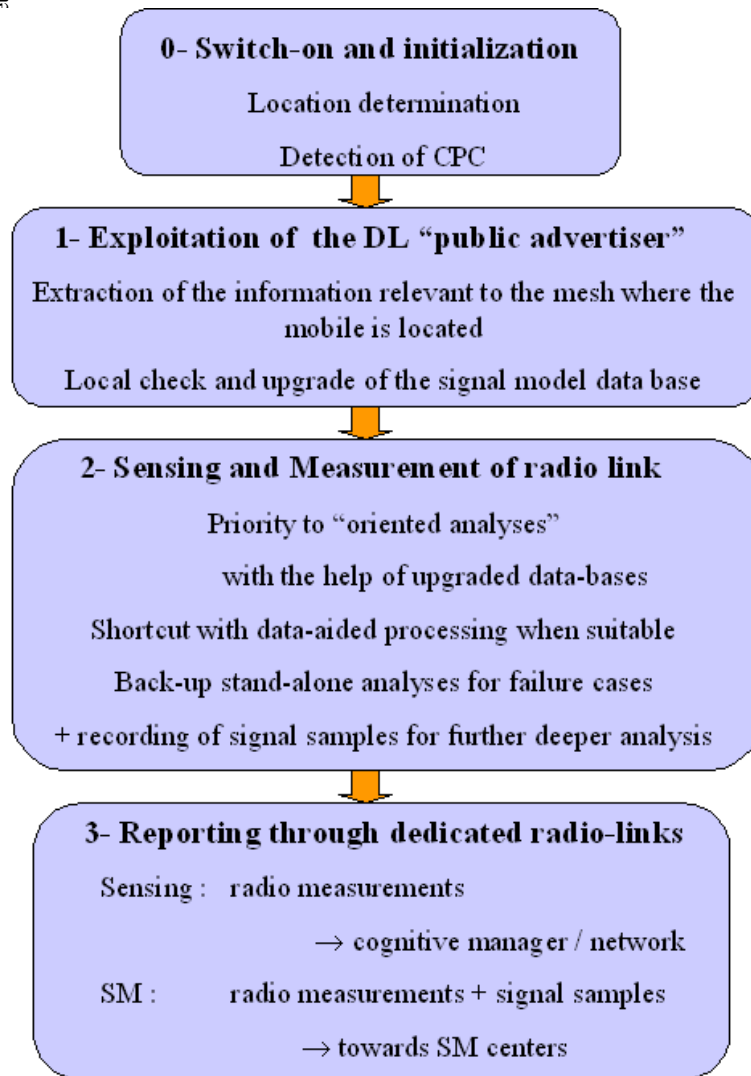 0- Switch-on and initialization
Location determination
Detection of CPC
1- Exploitation of the DL “public advertiser”
Extraction of the information relevant to the mesh where the
mobile is located
Local check and upgrade of the signal model data base
2- Sensing and Measurement of radio link
Priority to “oriented analyses”
with the help of upgraded data-bases
Shortcut with data-aided processing when suitable
Back-up stand-alone analyses for failure cases
+ recording of signal samples for further deeper analysis
3- Reporting through dedicated radio-links
Sensing : radio measurements
→ cognitive manager / network
SM : radio measurements + signal samples
→ towards SM centers